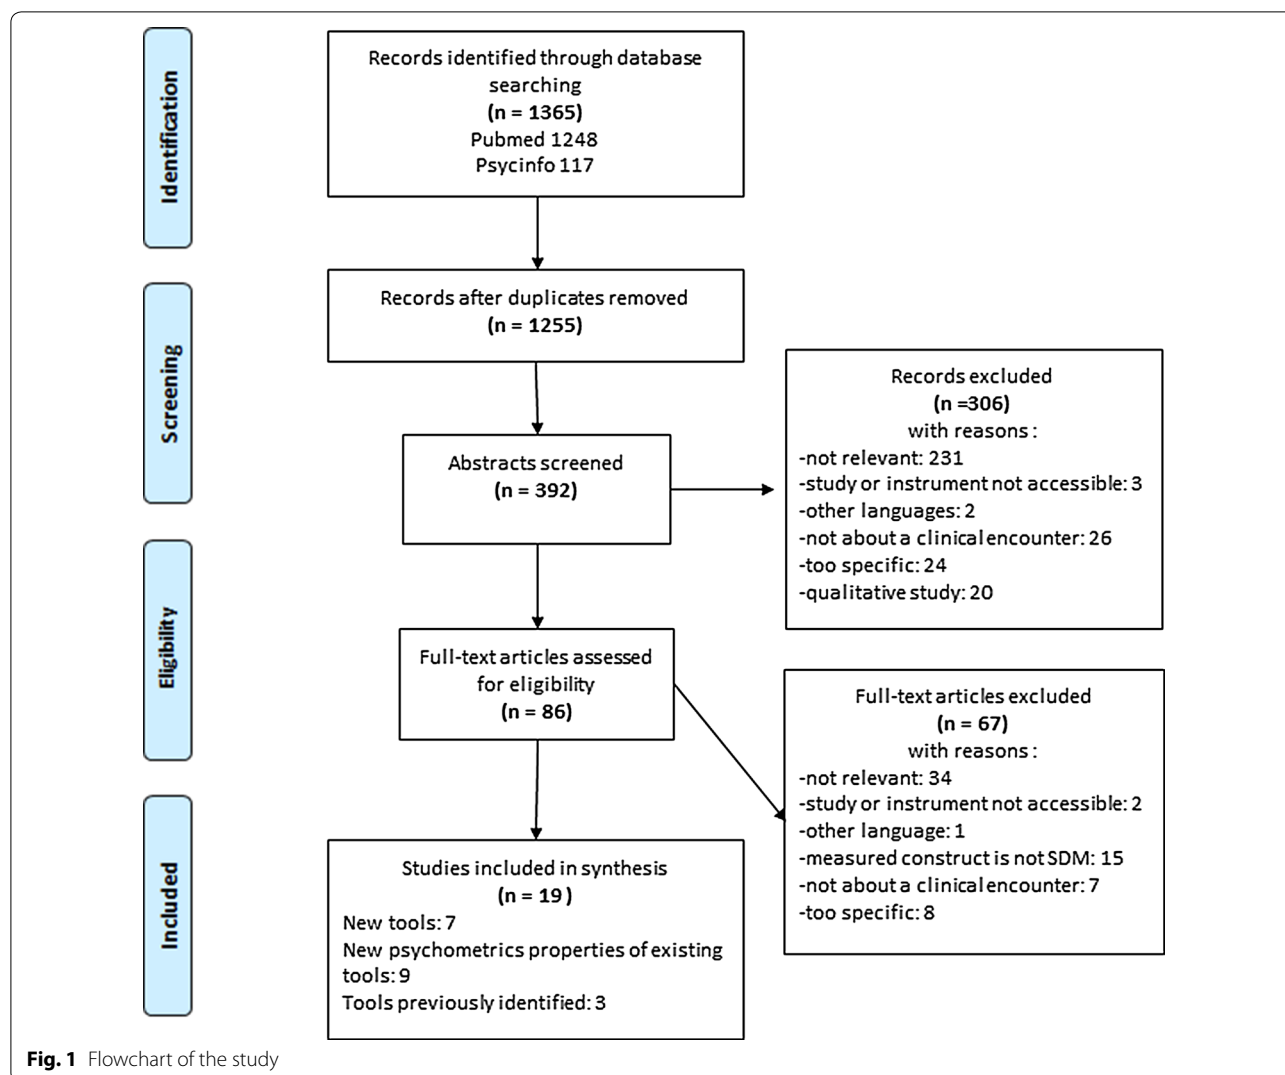 Identification
Records identified through database
searching
(n = 1365)
Pubmed 1248
Psycinfo 117
Screening
Records after duplicates removed
(n = 1255)
Abstracts screened
(n = 392)
Records excluded
(n =306)
with reasons :
-not relevant: 231
-study or instrument not accessible: 3
-other languages: 2
-not about a clinical encounter: 26
-too specific: 24
-qualitative study: 20
Eligibility
Full-text articles assessed
for eligibility
(n = 86)
Full-text articles excluded
(n = 67)
with reasons :
-not relevant: 34
-study or instrument not accessible: 2
-other language: 1
-measured construct is not SDM: 15
-not about a clinical encounter: 7
-too specific: 8
Included
Studies included in synthesis
(n = 19 )
New tools: 7
New psychometrics properties of existing
tools: 9
Tools previously identified: 3
Fig. 1 Flowchart of the study